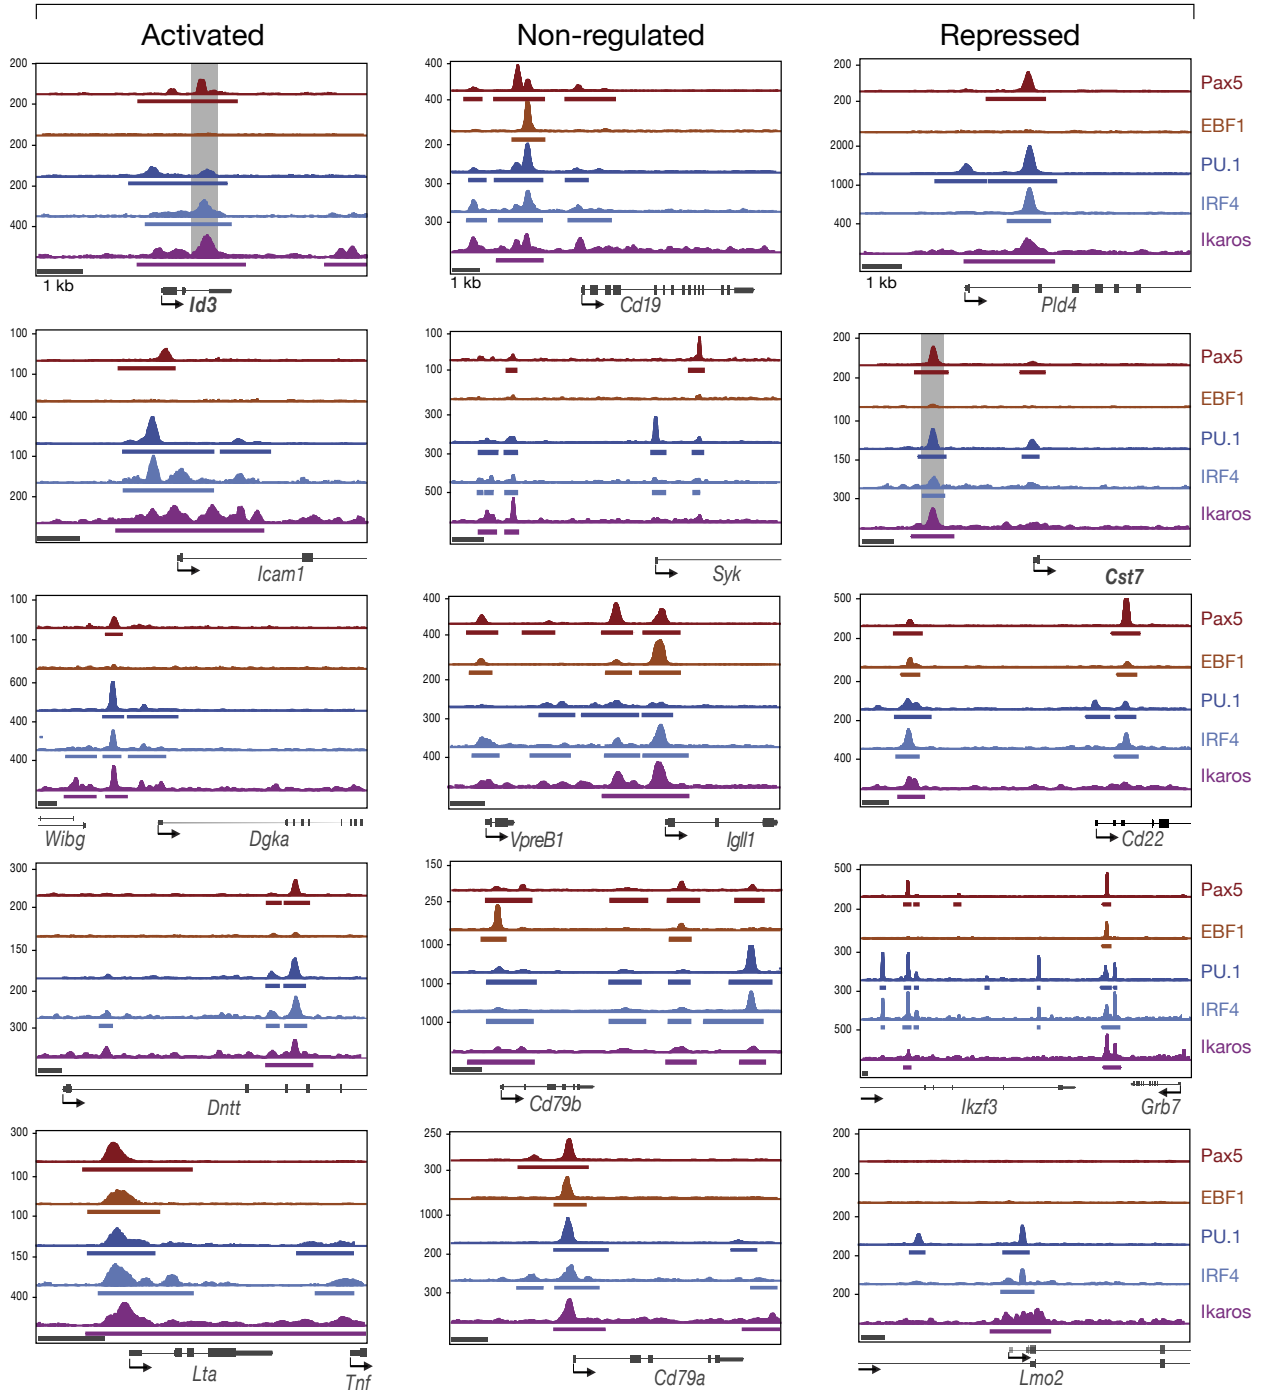 Activated Non-regulated Repressed
200 400 200 Pax5
200 400 200 EBF1
200 200 2000 PU.1
200 300 1000 IRF4
400 300 400 Ikaros
1 kb 1 kb 1 kb
Id3 Cd19 Pld4
100 100 200 Pax5
100 100 200 EBF1
400 300 100 PU.1
100 300 150 IRF4
200 500 300 Ikaros
Icam1 Syk Cst7
100 400 500 Pax5
100 400 200 EBF1
600 200 200 PU.1
400 300 200 IRF4
400 400 Ikaros
Wibg Dgka VpreB1 Igll1 Cd22
300 150 500 Pax5
200 250 200 EBF1
150 1000 300 PU.1
200 1000 300 IRF4
300 1000 500 Ikaros
Dntt Cd79b Ikzf3 Grb7
300 250 200 Pax5
100 300 200 EBF1
100 1000 200 PU.1
150 200 200 IRF4
400 300 200 Ikaros
Lta Tnf Cd79a Lmo2